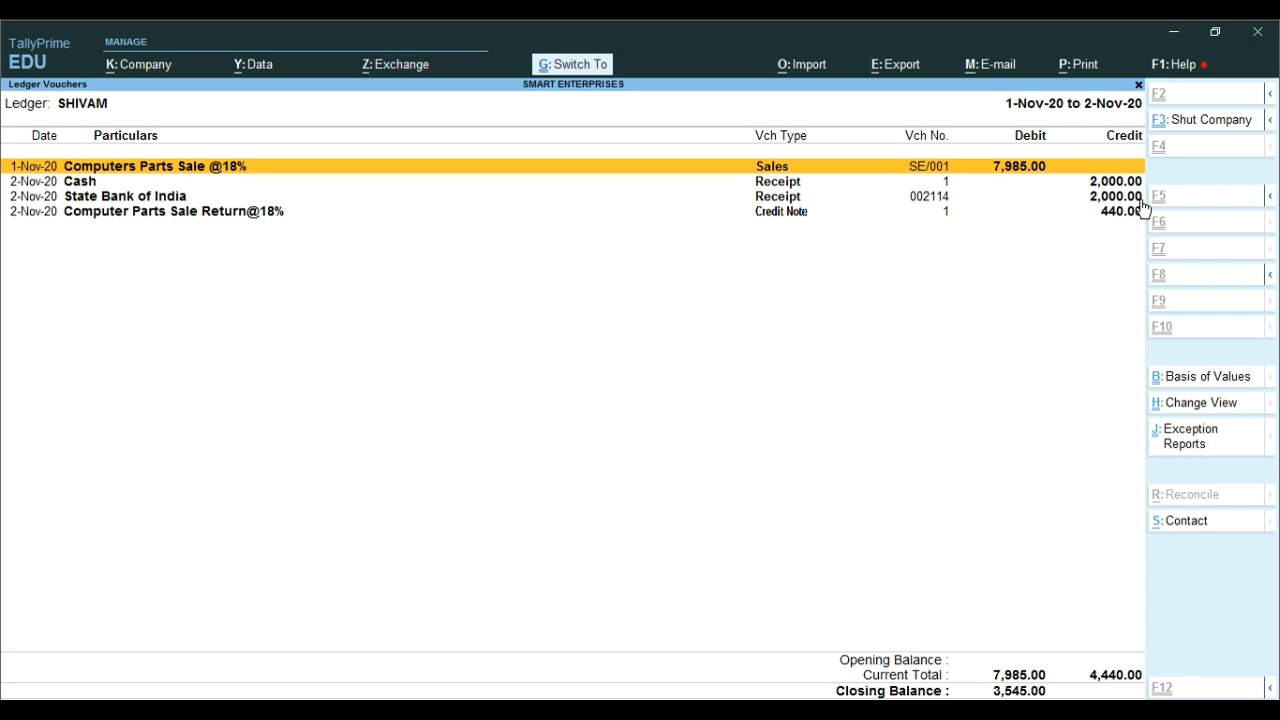 TallyPrime
EDU
MANAGE
K: Company Y: Data Z: Exchange G: Switch To O: Import E: Export M: E-mail P: Print F1: Help
Ledger Vouchers SMART ENTERPRISES
Ledger: SHIVAM 1-Nov-20 to 2-Nov-20
Date Particulars Vch Type Vch No. Debit Credit
1-Nov-20 Computers Parts Sale @18% Sales SE/001 7,985.00
2-Nov-20 Cash Receipt 1 2,000.00
2-Nov-20 State Bank of India Receipt 002114 2,000.00
2-Nov-20 Computer Parts Sale Return@18% Credit Note 1 440.00
Opening Balance :
Current Total : 7,985.00 4,440.00
Closing Balance : 3,545.00
F2
F3: Shut Company
F4
F5
F6
F7
F8
F9
F10
B: Basis of Values
H: Change View
J: Exception
Reports
R: Reconcile
S: Contact
F12